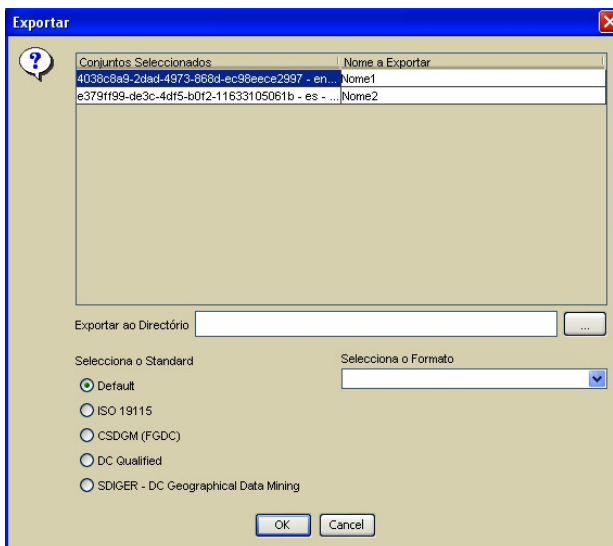 Exportar
Conjuntos Seleccionados Nome a Exportar
4038c8a9-2dad-4973-868d-ec98eece2997 - en... Nome1
e379ff99-de3c-4df5-b0f2-11633105061b - es - ... Nome2
Exportar ao Directório ...
Selecciona o Standard Selecciona o Formato
Default
ISO 19115
CSDGM (FGDC)
DC Qualified
SDIGER - DC Geographical Data Mining
OK Cancel